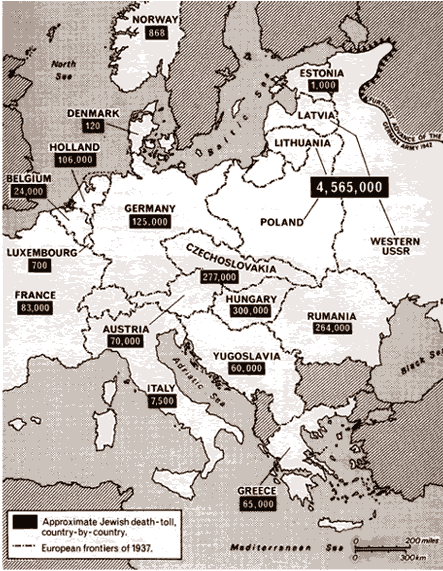 NORWAY
868
North
Sea
ESTONIA
1,000
Baltic Sea
LATVIA
FURTHEST ADVANCE OF THE
GERMAN ARMY 1942
DENMARK
120
LITHUANIA
HOLLAND
106,000
BELGIUM
24,000
4,565,000
GERMANY
125,000
POLAND
WESTERN
USSR
LUXEMBOURG
700
CZECHOSLOVAKIA
277,000
FRANCE
83,000
HUNGARY
300,000
RUMANIA
264,000
AUSTRIA
70,000
YUGOSLAVIA
60,000
Black Sea
Adriatic Sea
ITALY
7,500
GREECE
65,000
Approximate Jewish death-toll,
country-by-country.
European frontiers of 1937.
Mediterranean Sea
0 200 miles
0 300km